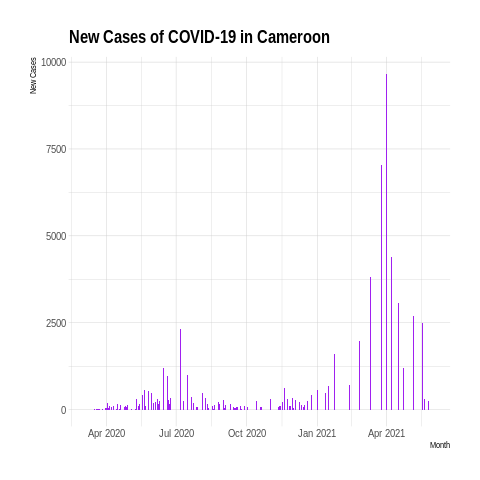 New Cases of COVID-19 in Cameroon
New Cases
10000
7500
5000
2500
0
Apr 2020 Jul 2020 Oct 2020 Jan 2021 Apr 2021
Month